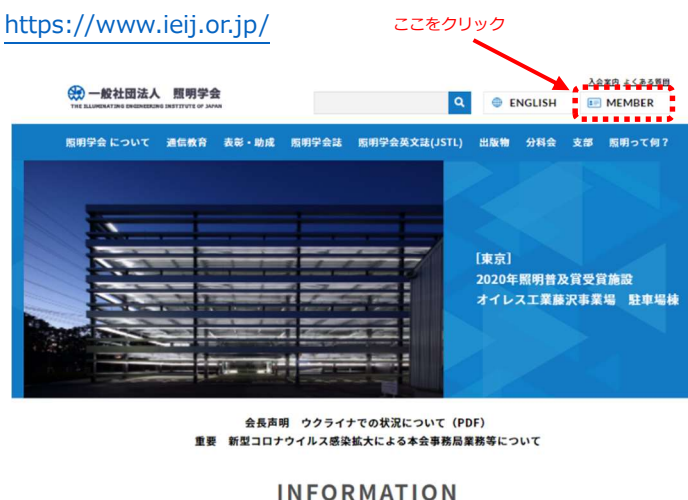 https://www.ieij.or.jp/
ここをクリック
入会案内 よくある質問
一般社団法人 照明学会
THE ILLUMINATING ENGINEERING INSTITUTE OF JAPAN
ENGLISH
MEMBER
照明学会 について 通信教育 表彰・助成 照明学会誌 照明学会英文誌(JSTL) 出版物 分科会 支部 照明って何？
[東京]
2020年照明普及賞受賞施設
オイレス工業藤沢事業場 駐車場棟
会長声明 ウクライナでの状況について（PDF）
重要 新型コロナウイルス感染拡大による本会事務局業務等について
INFORMATION